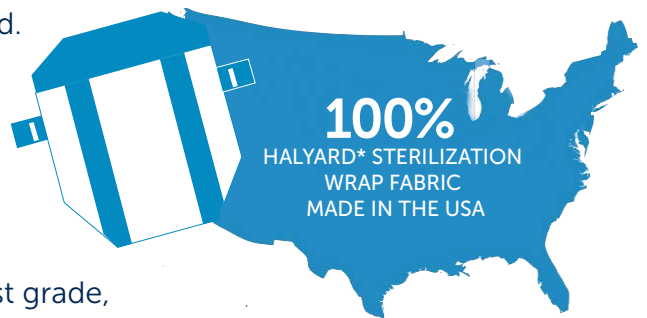 d.
100%
HALYARD* STERILIZATION
WRAP FABRIC
MADE IN THE USA
st grade,